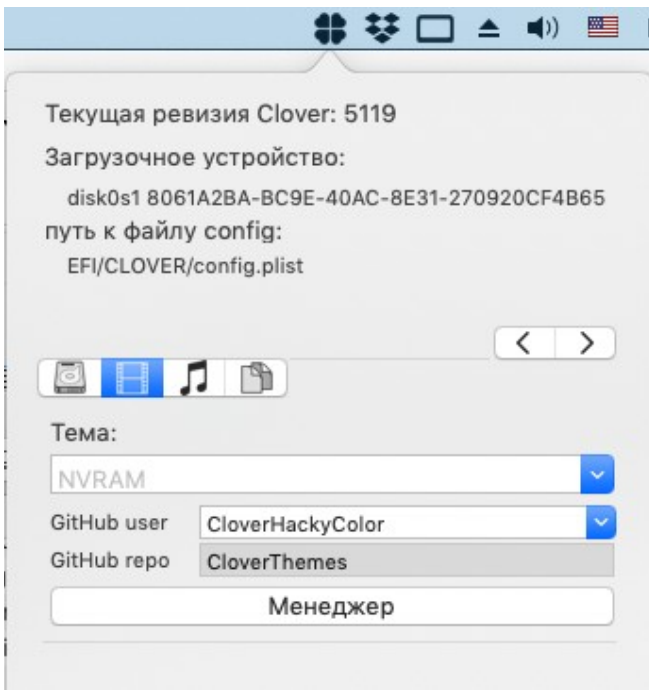 Текущая ревизия Clover: 5119
Загрузочное устройство:
disk0s1 8061A2BA-BC9E-40AC-8E31-270920CF4B65
путь к файлу config:
EFI/CLOVER/config.plist
Тема:
NVRAM
GitHub user CloverHackyColor
GitHub repo CloverThemes
Менеджер